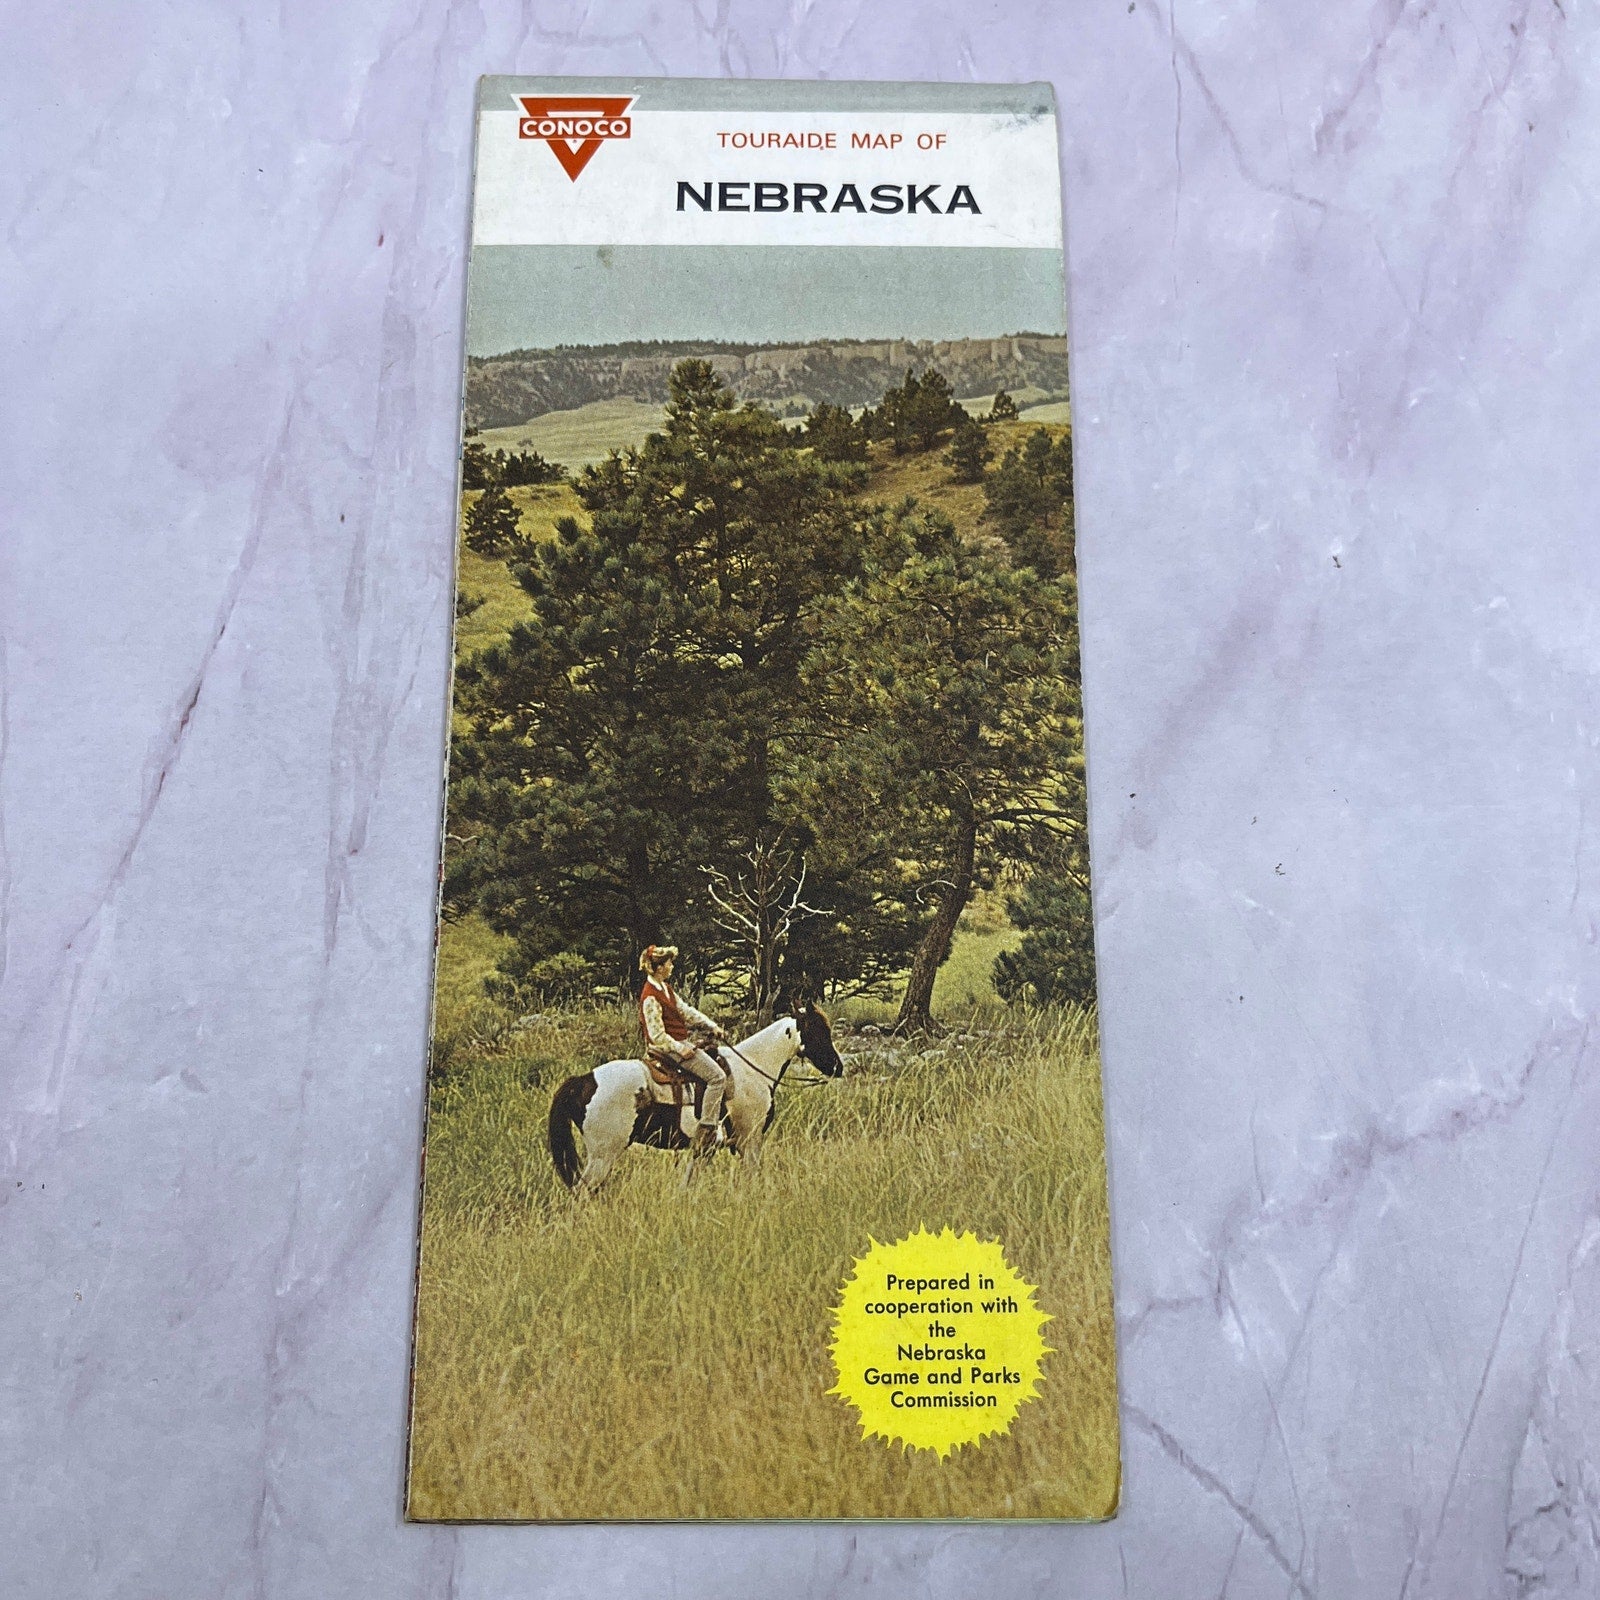 CONOCO
TOURAIDE MAP OF
NEBRASKA
Prepared in
cooperation with
the
Nebraska
Game and Parks
Commission